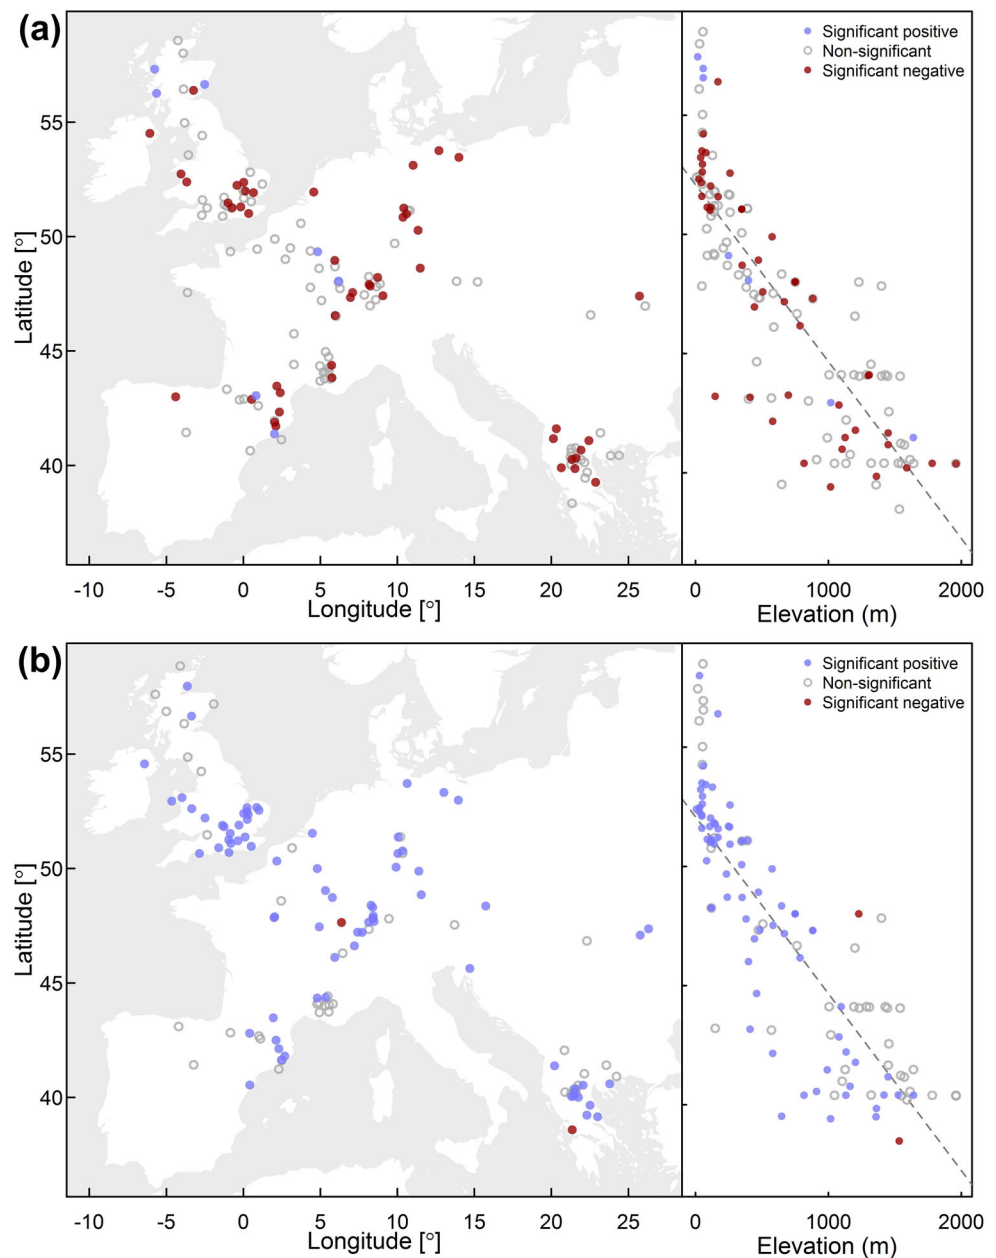 (a)
Significant positive
Non-significant
Significant negative
55
50
45
40
Latitude [°]
-10 -5 0 5 10 15 20 25
Longitude [°]
0 1000 2000
Elevation (m)
(b)
Significant positive
Non-significant
Significant negative
55
50
45
40
Latitude [°]
-10 -5 0 5 10 15 20 25
Longitude [°]
0 1000 2000
Elevation (m)